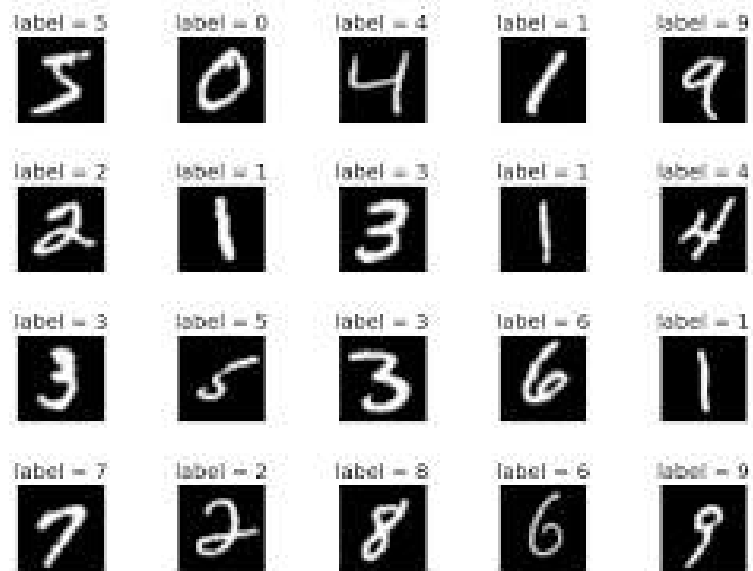 label = 5 label = 0 label = 4 label = 1 label = 9
5 0 4 1 9
label = 2 label = 1 label = 3 label = 1 label = 4
2 1 3 1 4
label = 3 label = 5 label = 3 label = 6 label = 1
3 5 3 6 1
label = 7 label = 2 label = 8 label = 6 label = 9
7 2 8 6 9